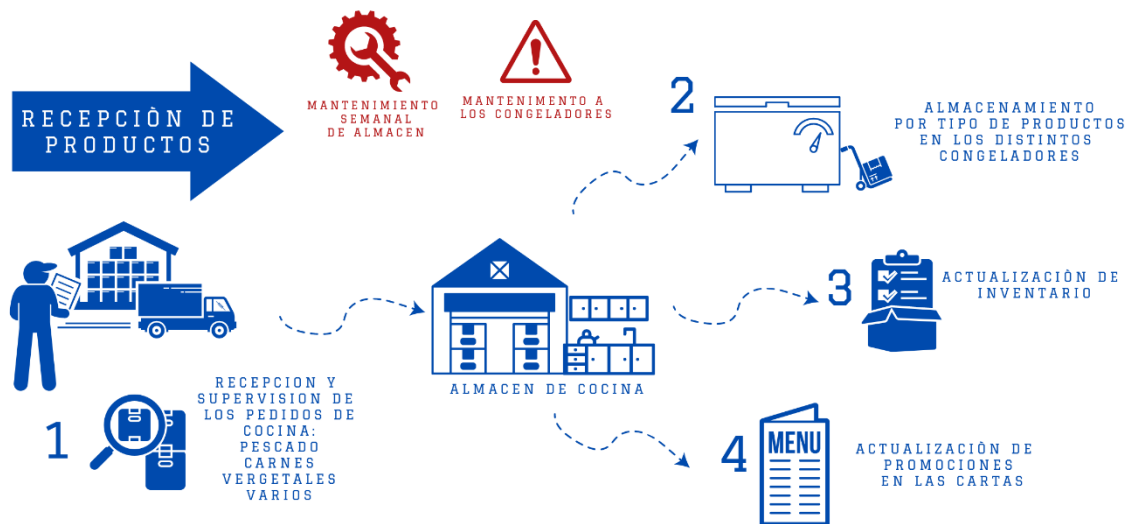 RECEPCIÒN DE
PRODUCTOS
MANTENIMIENTO
SEMANAL
DE ALMACEN
MANTENIMENTO A
LOS CONGELADORES
2
ALMACENAMIENTO
POR TIPO DE PRODUCTOS
EN LOS DISTINTOS
CONGELADORES
3
ACTUALIZACIÒN DE
INVENTARIO
ALMACEN DE COCINA
1
RECEPCION Y
SUPERVISION DE
LOS PEDIDOS DE
COCINA:
PESCADO
CARNES
VERGETALES
VARIOS
4
MENU
ACTUALIZACIÒN DE
PROMOCIONES
EN LAS CARTAS